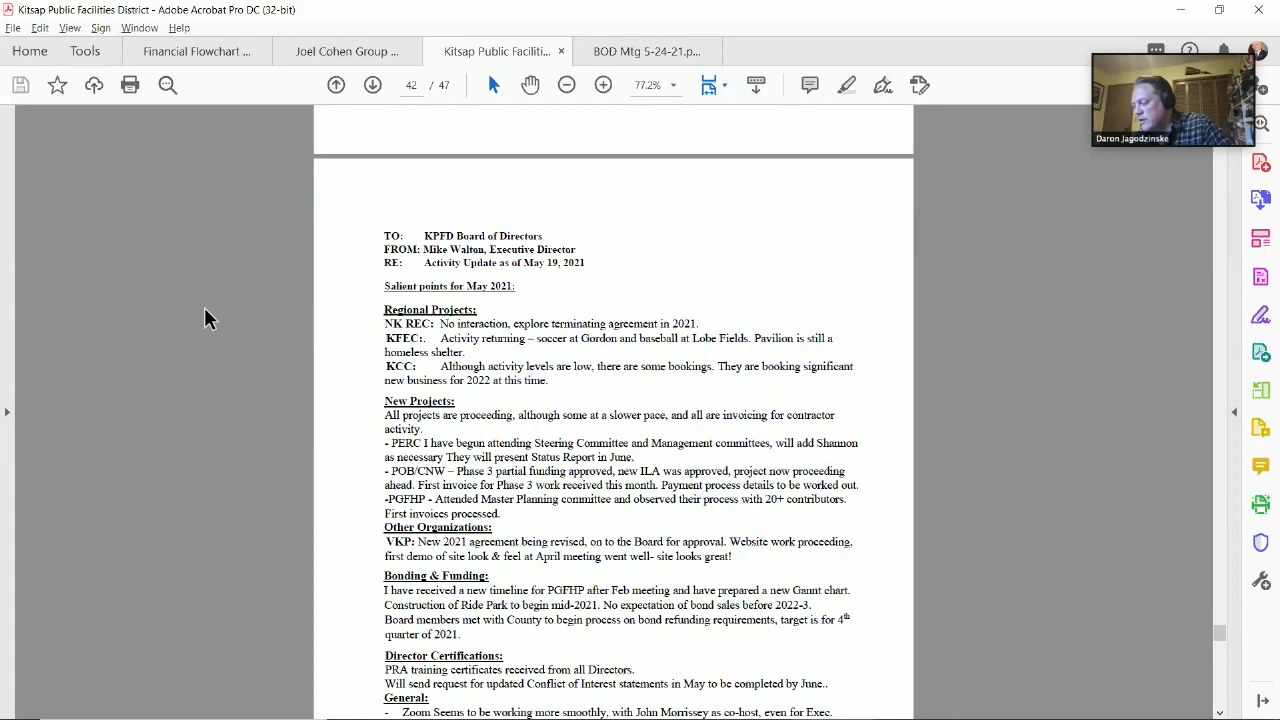 Kitsap Public Facilities District - Adobe Acrobat Pro DC (32-bit)
File Edit View Sign Window Help
Home Tools Financial Flowchart ... Joel Cohen Group ... Kitsap Public Faciliti... × BOD Mtg 5-24-21.p...
42 / 47 77.2%
Daron Jagodzinske
TO: KPFD Board of Directors
FROM: Mike Walton, Executive Director
RE: Activity Update as of May 19, 2021
Salient points for May 2021:
Regional Projects:
NK REC: No interaction, explore terminating agreement in 2021.
KFEC:. Activity returning – soccer at Gordon and baseball at Lobe Fields. Pavilion is still a
homeless shelter.
KCC: Although activity levels are low, there are some bookings. They are booking significant
new business for 2022 at this time.
New Projects:
All projects are proceeding, although some at a slower pace, and all are invoicing for contractor
activity.
- PERC I have begun attending Steering Committee and Management committees, will add Shannon
as necessary They will present Status Report in June.
- POB/CNW – Phase 3 partial funding approved, new ILA was approved, project now proceeding
ahead. First invoice for Phase 3 work received this month. Payment process details to be worked out.
-PGFHP - Attended Master Planning committee and observed their process with 20+ contributors.
First invoices processed.
Other Organizations:
VKP: New 2021 agreement being revised, on to the Board for approval. Website work proceeding,
first demo of site look & feel at April meeting went well- site looks great!
Bonding & Funding:
I have received a new timeline for PGFHP after Feb meeting and have prepared a new Gannt chart.
Construction of Ride Park to begin mid-2021. No expectation of bond sales before 2022-3.
Board members met with County to begin process on bond refunding requirements, target is for 4th
quarter of 2021.
Director Certifications:
PRA training certificates received from all Directors.
Will send request for updated Conflict of Interest statements in May to be completed by June..
General:
- Zoom Seems to be working more smoothly, with John Morrissey as co-host, even for Exec.